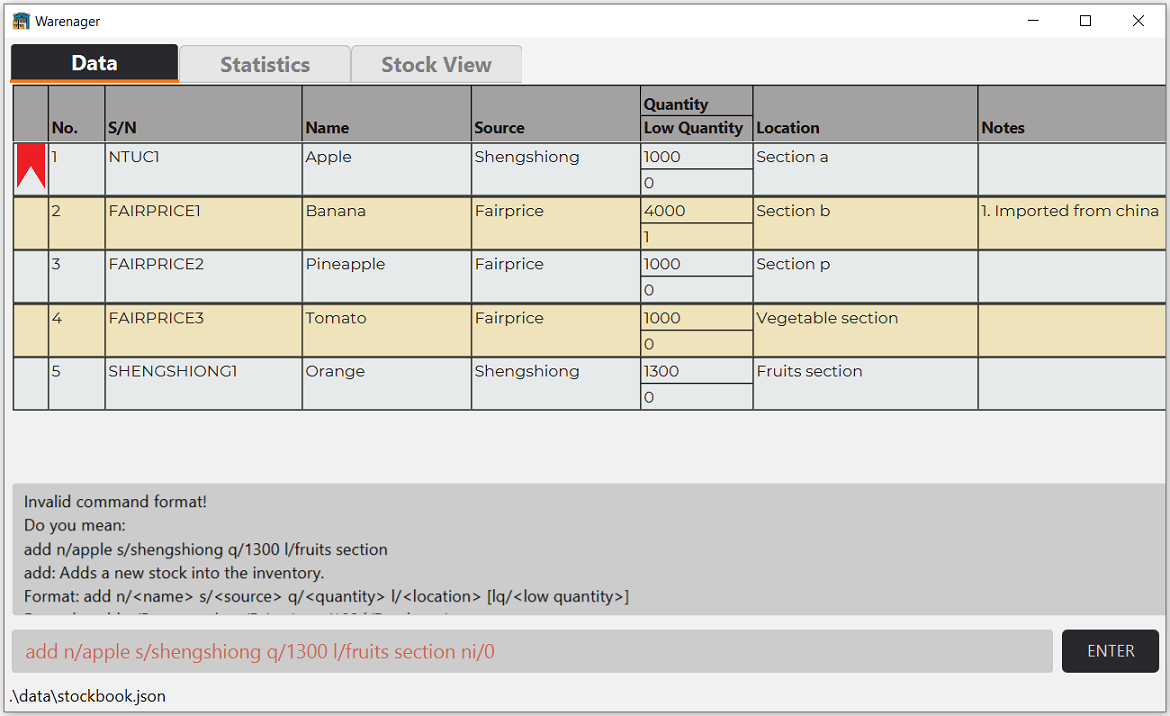 Warenager
Data Statistics Stock View
No. S/N Name Source Quantity Low Quantity Location Notes
1 NTUC1 Apple Shengshiong 1000 Section a
0
2 FAIRPRICE1 Banana Fairprice 4000 Section b 1. Imported from china
1
3 FAIRPRICE2 Pineapple Fairprice 1000 Section p
0
4 FAIRPRICE3 Tomato Fairprice 1000 Vegetable section
0
5 SHENGSHIONG1 Orange Shengshiong 1300 Fruits section
0
Invalid command format!
Do you mean:
add n/apple s/shengshiong q/1300 l/fruits section
add: Adds a new stock into the inventory.
Format: add n/<name> s/<source> q/<quantity> l/<location> [lq/<low quantity>]
add n/apple s/shengshiong q/1300 l/fruits section ni/0
ENTER
.\data\stockbook.json